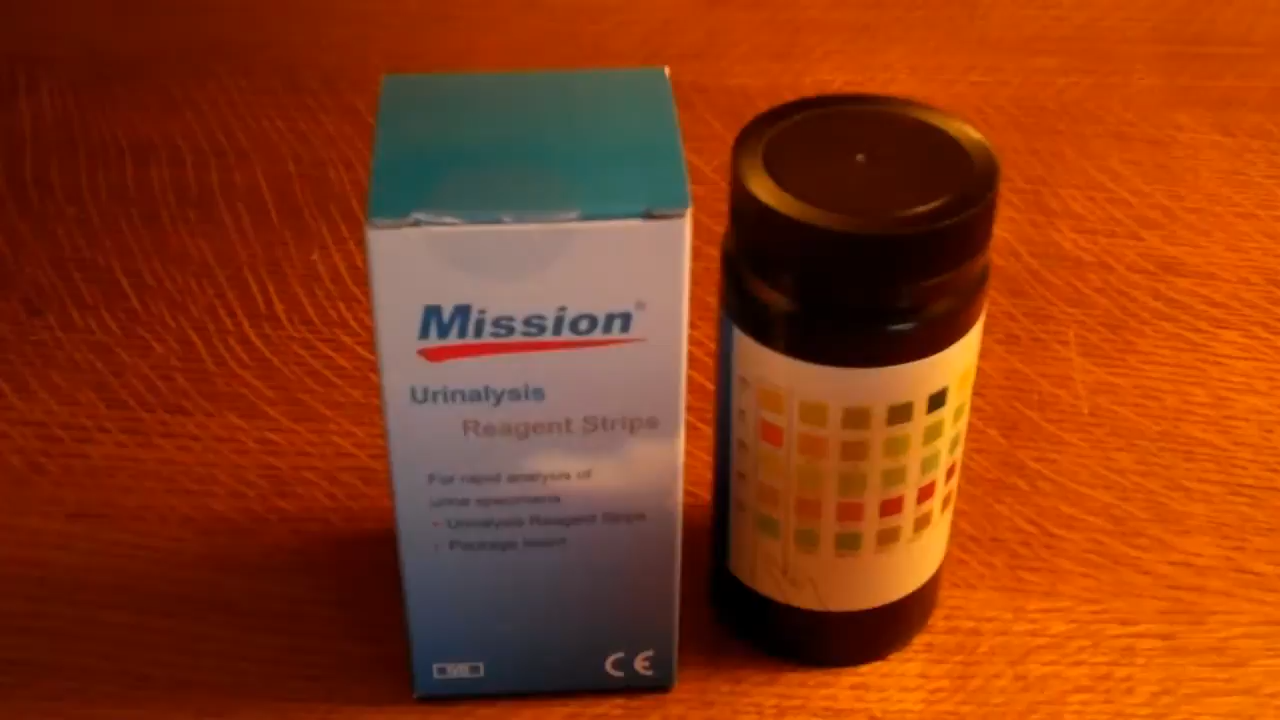 Mission®
Urinalysis
Reagent Strips
For rapid analysis of
urine specimens
• Urinalysis Reagent Strips
• Package Insert
CE